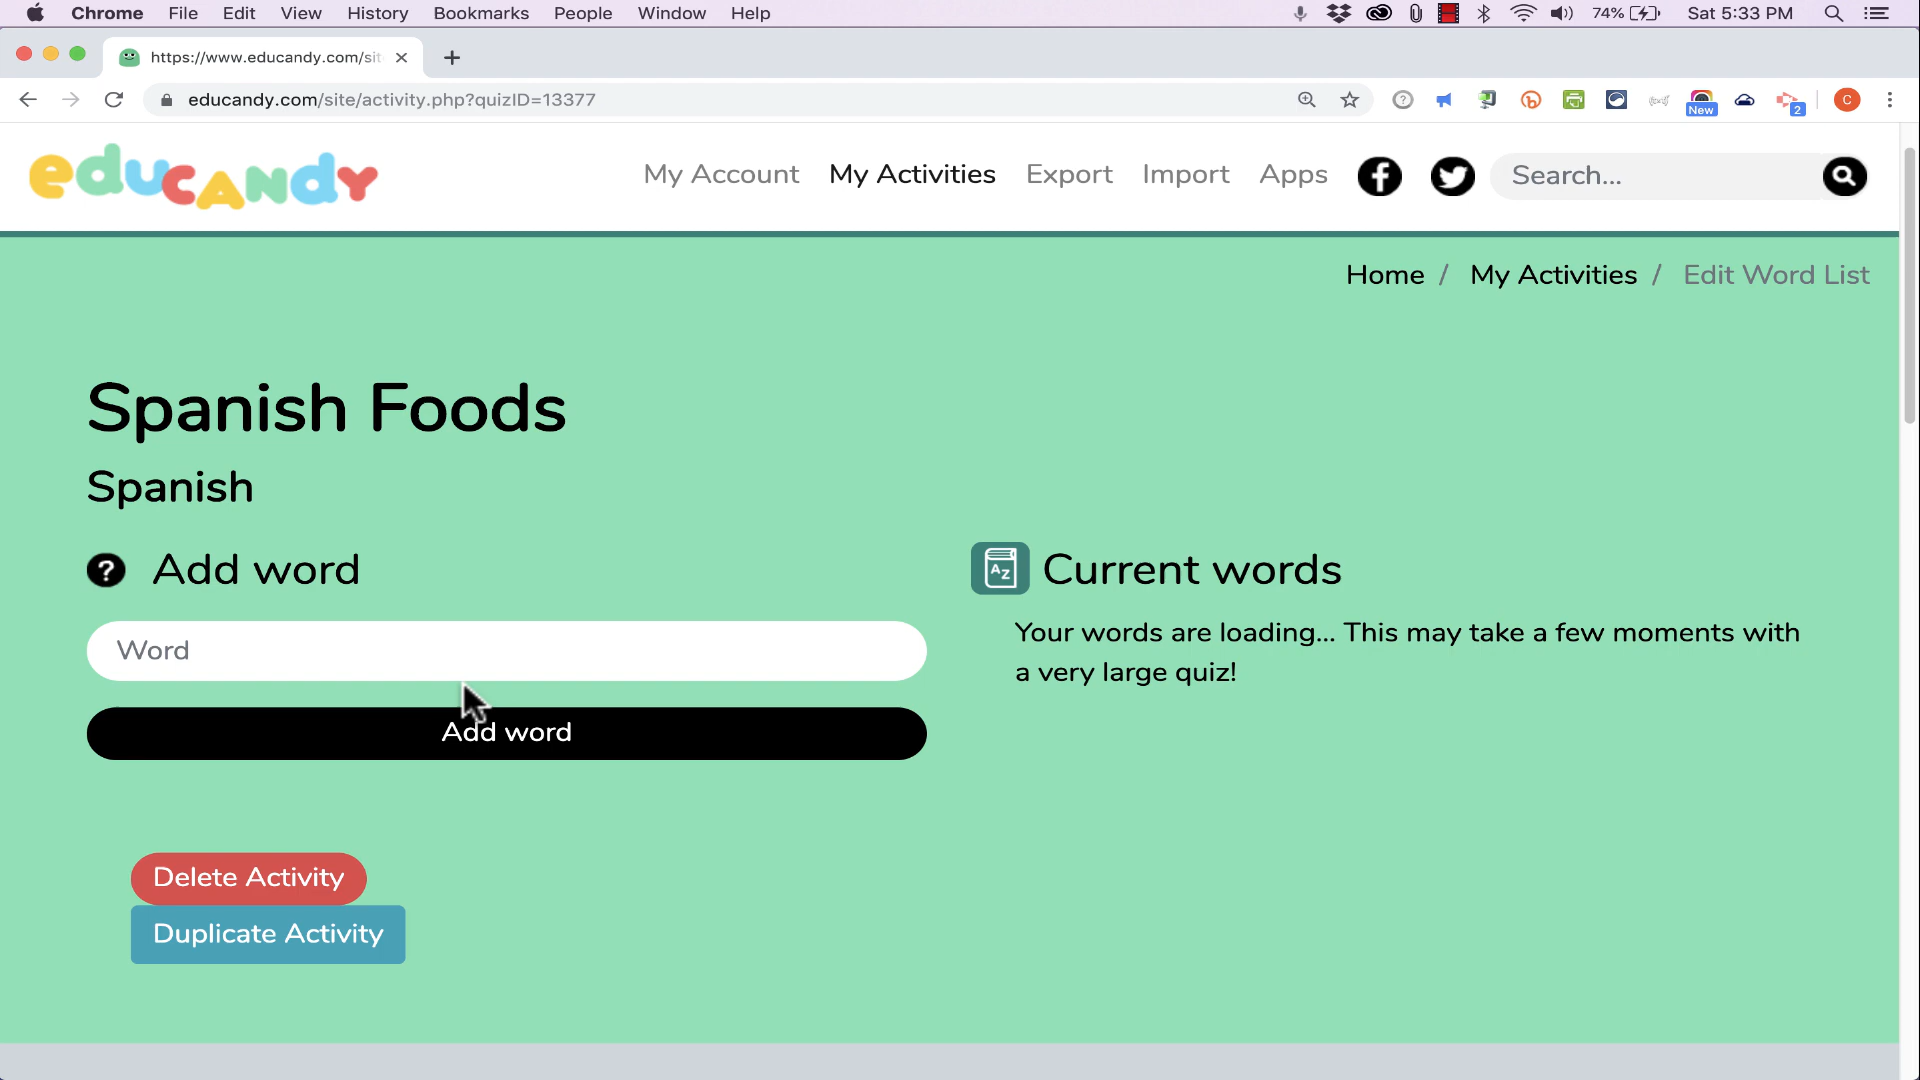 Chrome File Edit View History Bookmarks People Window Help 74% Sat 5:33 PM
https://www.educandy.com/sit
educandy.com/site/activity.php?quizID=13377
New 2 C
educandy
My Account My Activities Export Import Apps Search...
Home / My Activities / Edit Word List
Spanish Foods
Spanish
? Add word
Word
Add word
Delete Activity
Duplicate Activity
AZ Current words
Your words are loading... This may take a few moments with
a very large quiz!